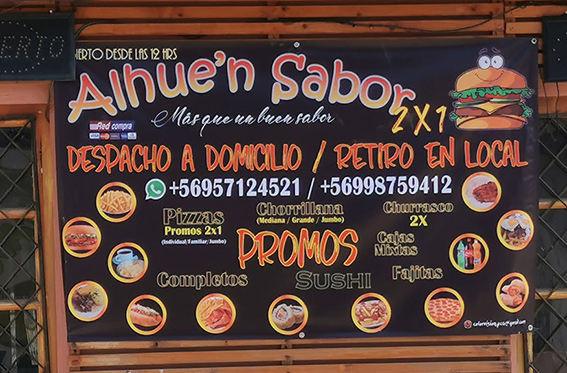 ERTO
IERTO DESDE LAS 12 HRS
Alhue'n Sabor
Más que un buen sabor
2X1
Red compra
DESPACHO A DOMICILIO / RETIRO EN LOCAL
+56957124521 / +56998759412
Pizzas
Promos 2x1
(Individual/Familiar/Jumbo)
Chorrillana
(Mediana / Grande / Jumbo)
Churrasco
2X
PROMOS
Cajas
Mixtas
Completos
Sushi
Fajitas